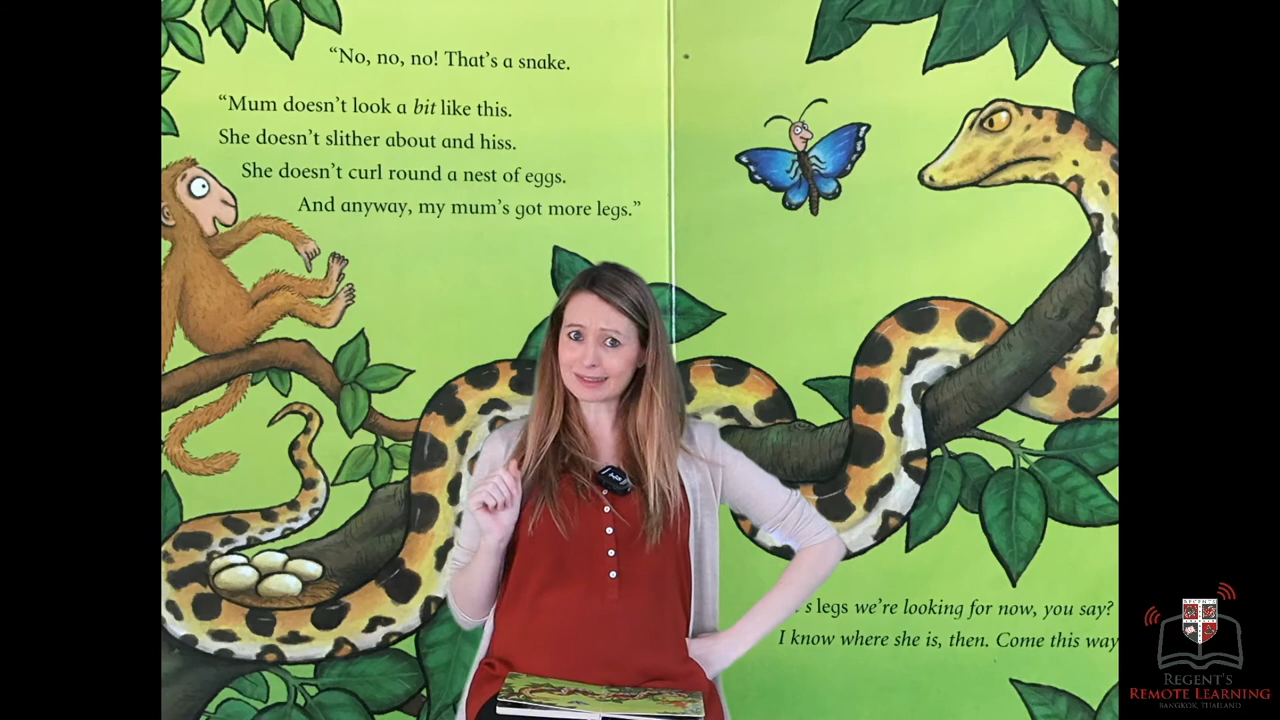 “No, no, no! That’s a snake.
“Mum doesn’t look a bit like this.
She doesn’t slither about and hiss.
She doesn’t curl round a nest of eggs.
And anyway, my mum’s got more legs.”
legs we’re looking for now, you say?
I know where she is, then. Come this way
REGENT’S
REMOTE LEARNING
BANGKOK, THAILAND